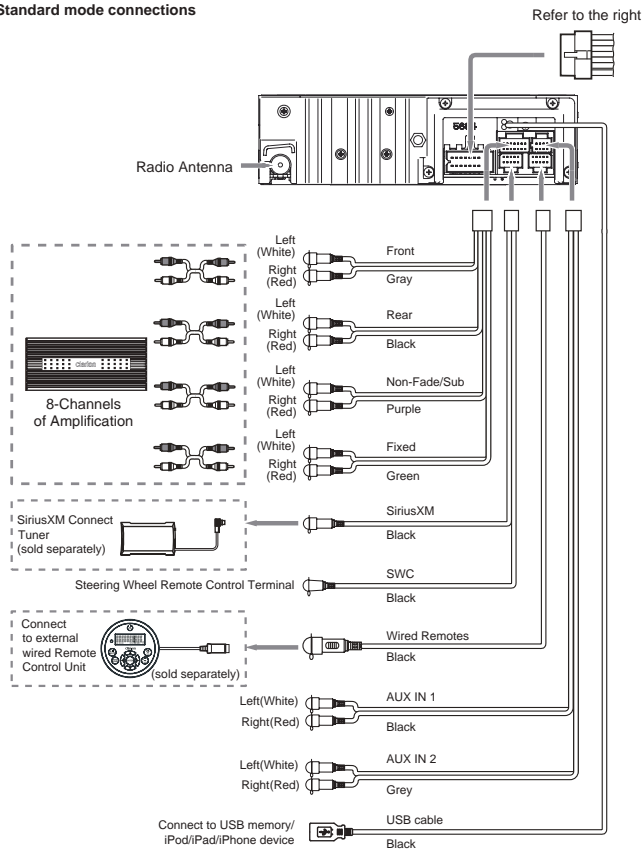 Standard mode connections
Refer to the right
Radio Antenna
Left
(White)
Right
(Red)
Front
Gray
Left
(White)
Right
(Red)
Rear
Black
clarion
8-Channels
of Amplification
Left
(White)
Right
(Red)
Non-Fade/Sub
Purple
Left
(White)
Right
(Red)
Fixed
Green
SiriusXM Connect
Tuner
(sold separately)
SiriusXM
Black
Steering Wheel Remote Control Terminal
SWC
Black
Connect
to external
wired Remote
Control Unit
(sold separately)
Wired Remotes
Black
Left(White)
Right(Red)
AUX IN 1
Black
Left(White)
Right(Red)
AUX IN 2
Grey
Connect to USB memory/
iPod/iPad/iPhone device
USB cable
Black